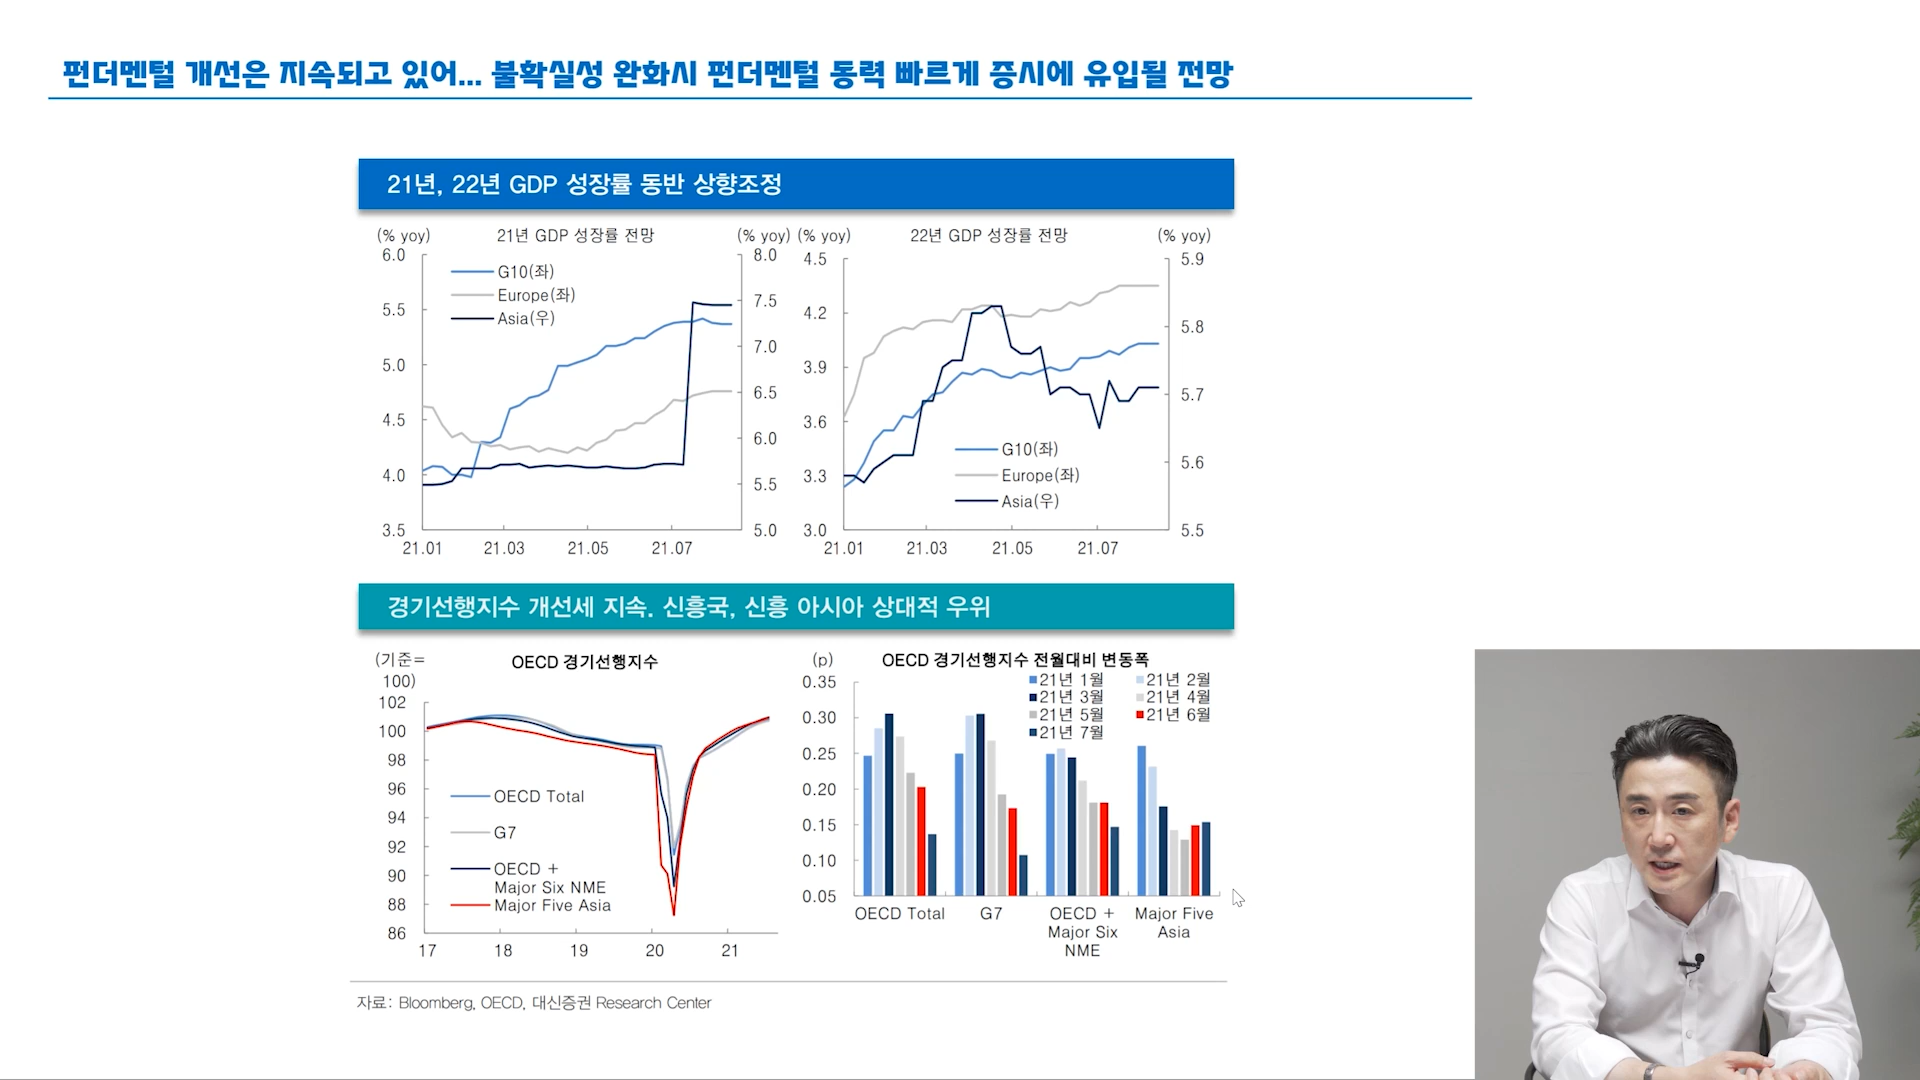 펀더멘털 개선은 지속되고 있어... 불확실성 완화시 펀더멘털 동력 빠르게 증시에 유입될 전망
21년, 22년 GDP 성장률 동반 상향조정
(% yoy) 21년 GDP 성장률 전망 (% yoy)
6.0 8.0
G10(좌)
Europe(좌)
Asia(우)
5.5 7.5
7.0
5.0
6.5
4.5
6.0
4.0
5.5
3.5 5.0
21.01 21.03 21.05 21.07
(% yoy) 22년 GDP 성장률 전망 (% yoy)
4.5 5.9
4.2
5.8
3.9
5.7
3.6
G10(좌)
Europe(좌)
Asia(우)
5.6
3.3
3.0 5.5
21.01 21.03 21.05 21.07
경기선행지수 개선세 지속. 신흥국, 신흥 아시아 상대적 우위
(기준=
100)
OECD 경기선행지수
102
100
98
96
94
92
90
88
86
OECD Total
G7
OECD +
Major Six NME
Major Five Asia
17 18 19 20 21
(p) OECD 경기선행지수 전월대비 변동폭
21년 1월 21년 2월
21년 3월 21년 4월
21년 5월 21년 6월
21년 7월
0.35
0.30
0.25
0.20
0.15
0.10
0.05
OECD Total
G7
OECD +
Major Six
NME
Major Five
Asia
자료: Bloomberg, OECD, 대신증권 Research Center